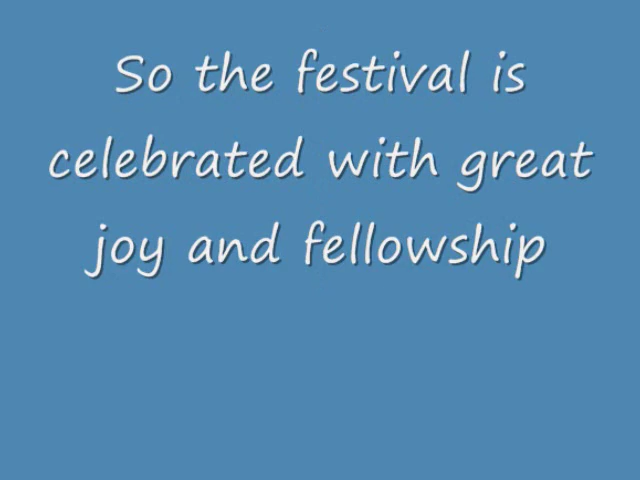 So the festival is
celebrated with great
joy and fellowship